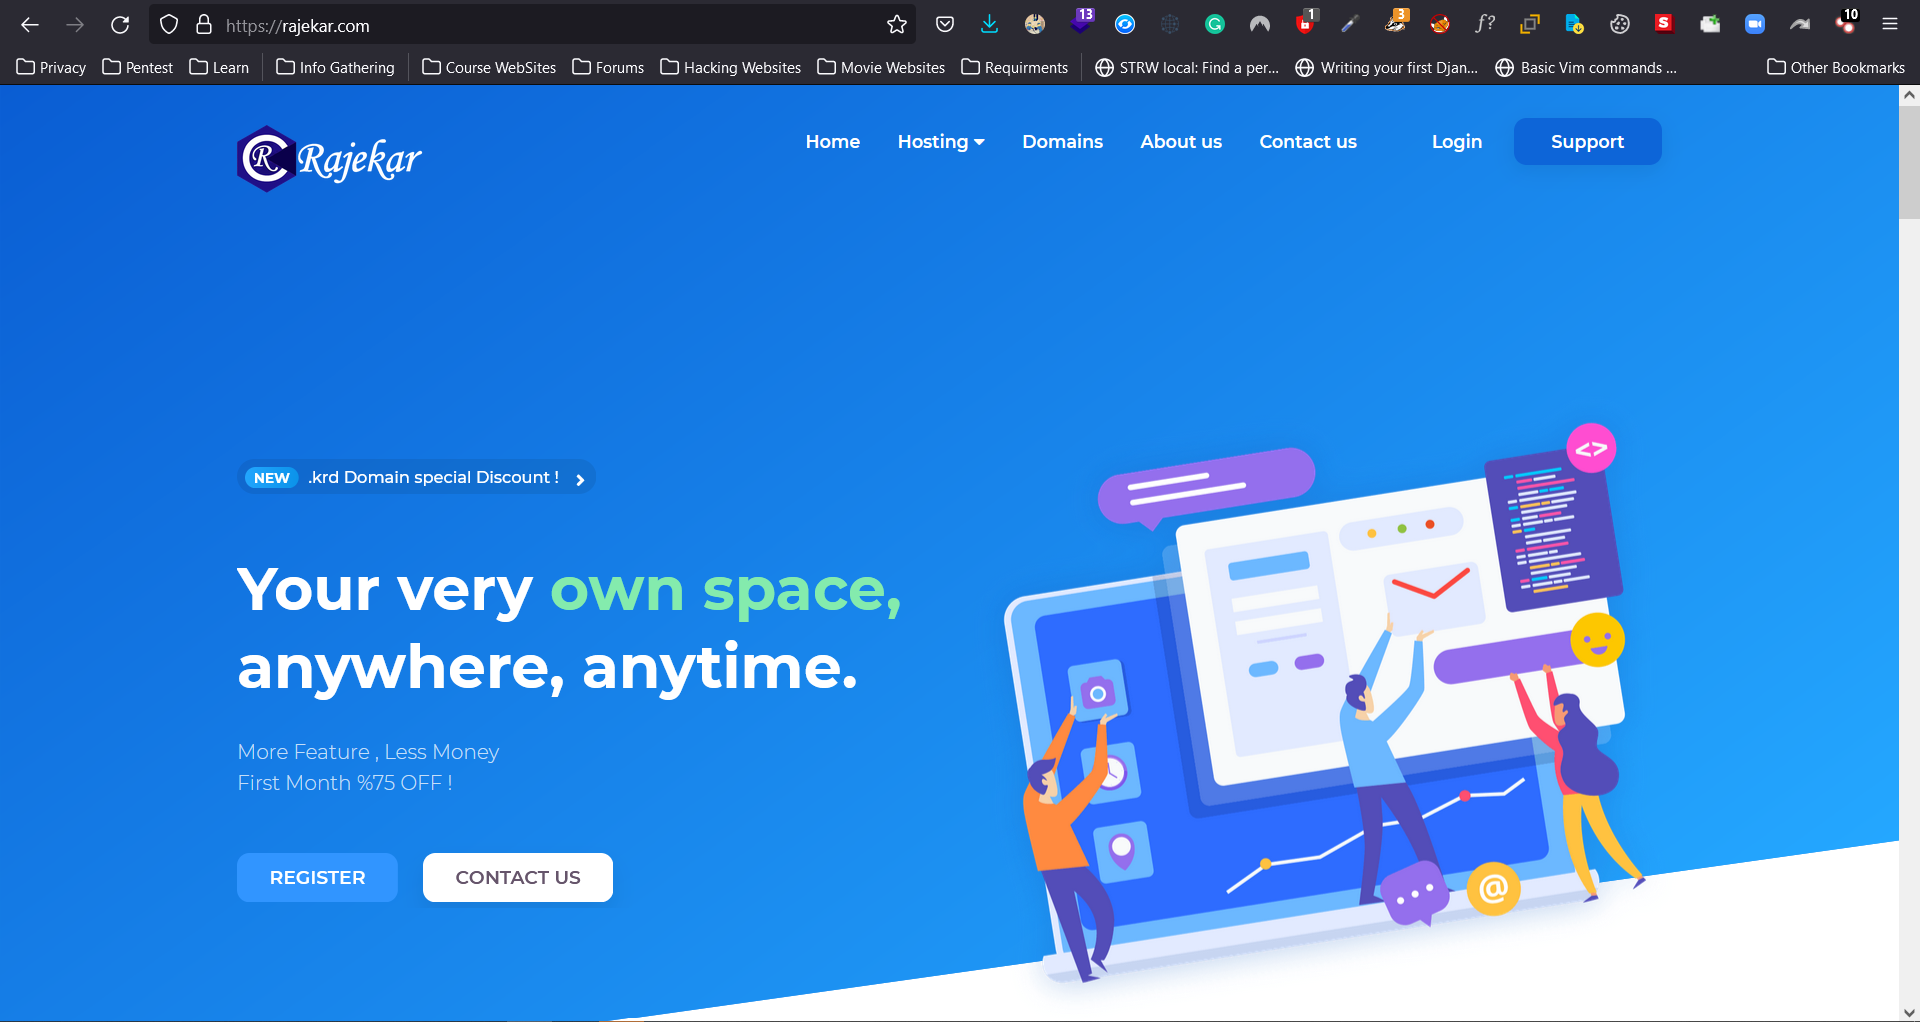 https://rajekar.com
13
1
3
10
Privacy
Pentest
Learn
Info Gathering
Course WebSites
Forums
Hacking Websites
Movie Websites
Requirments
STRW local: Find a per...
Writing your first Djan...
Basic Vim commands ...
Other Bookmarks
R Rajekar
Home
Hosting
Domains
About us
Contact us
Login
Support
NEW .krd Domain special Discount !
Your very own space,
anywhere, anytime.
More Feature , Less Money
First Month %75 OFF !
REGISTER
CONTACT US